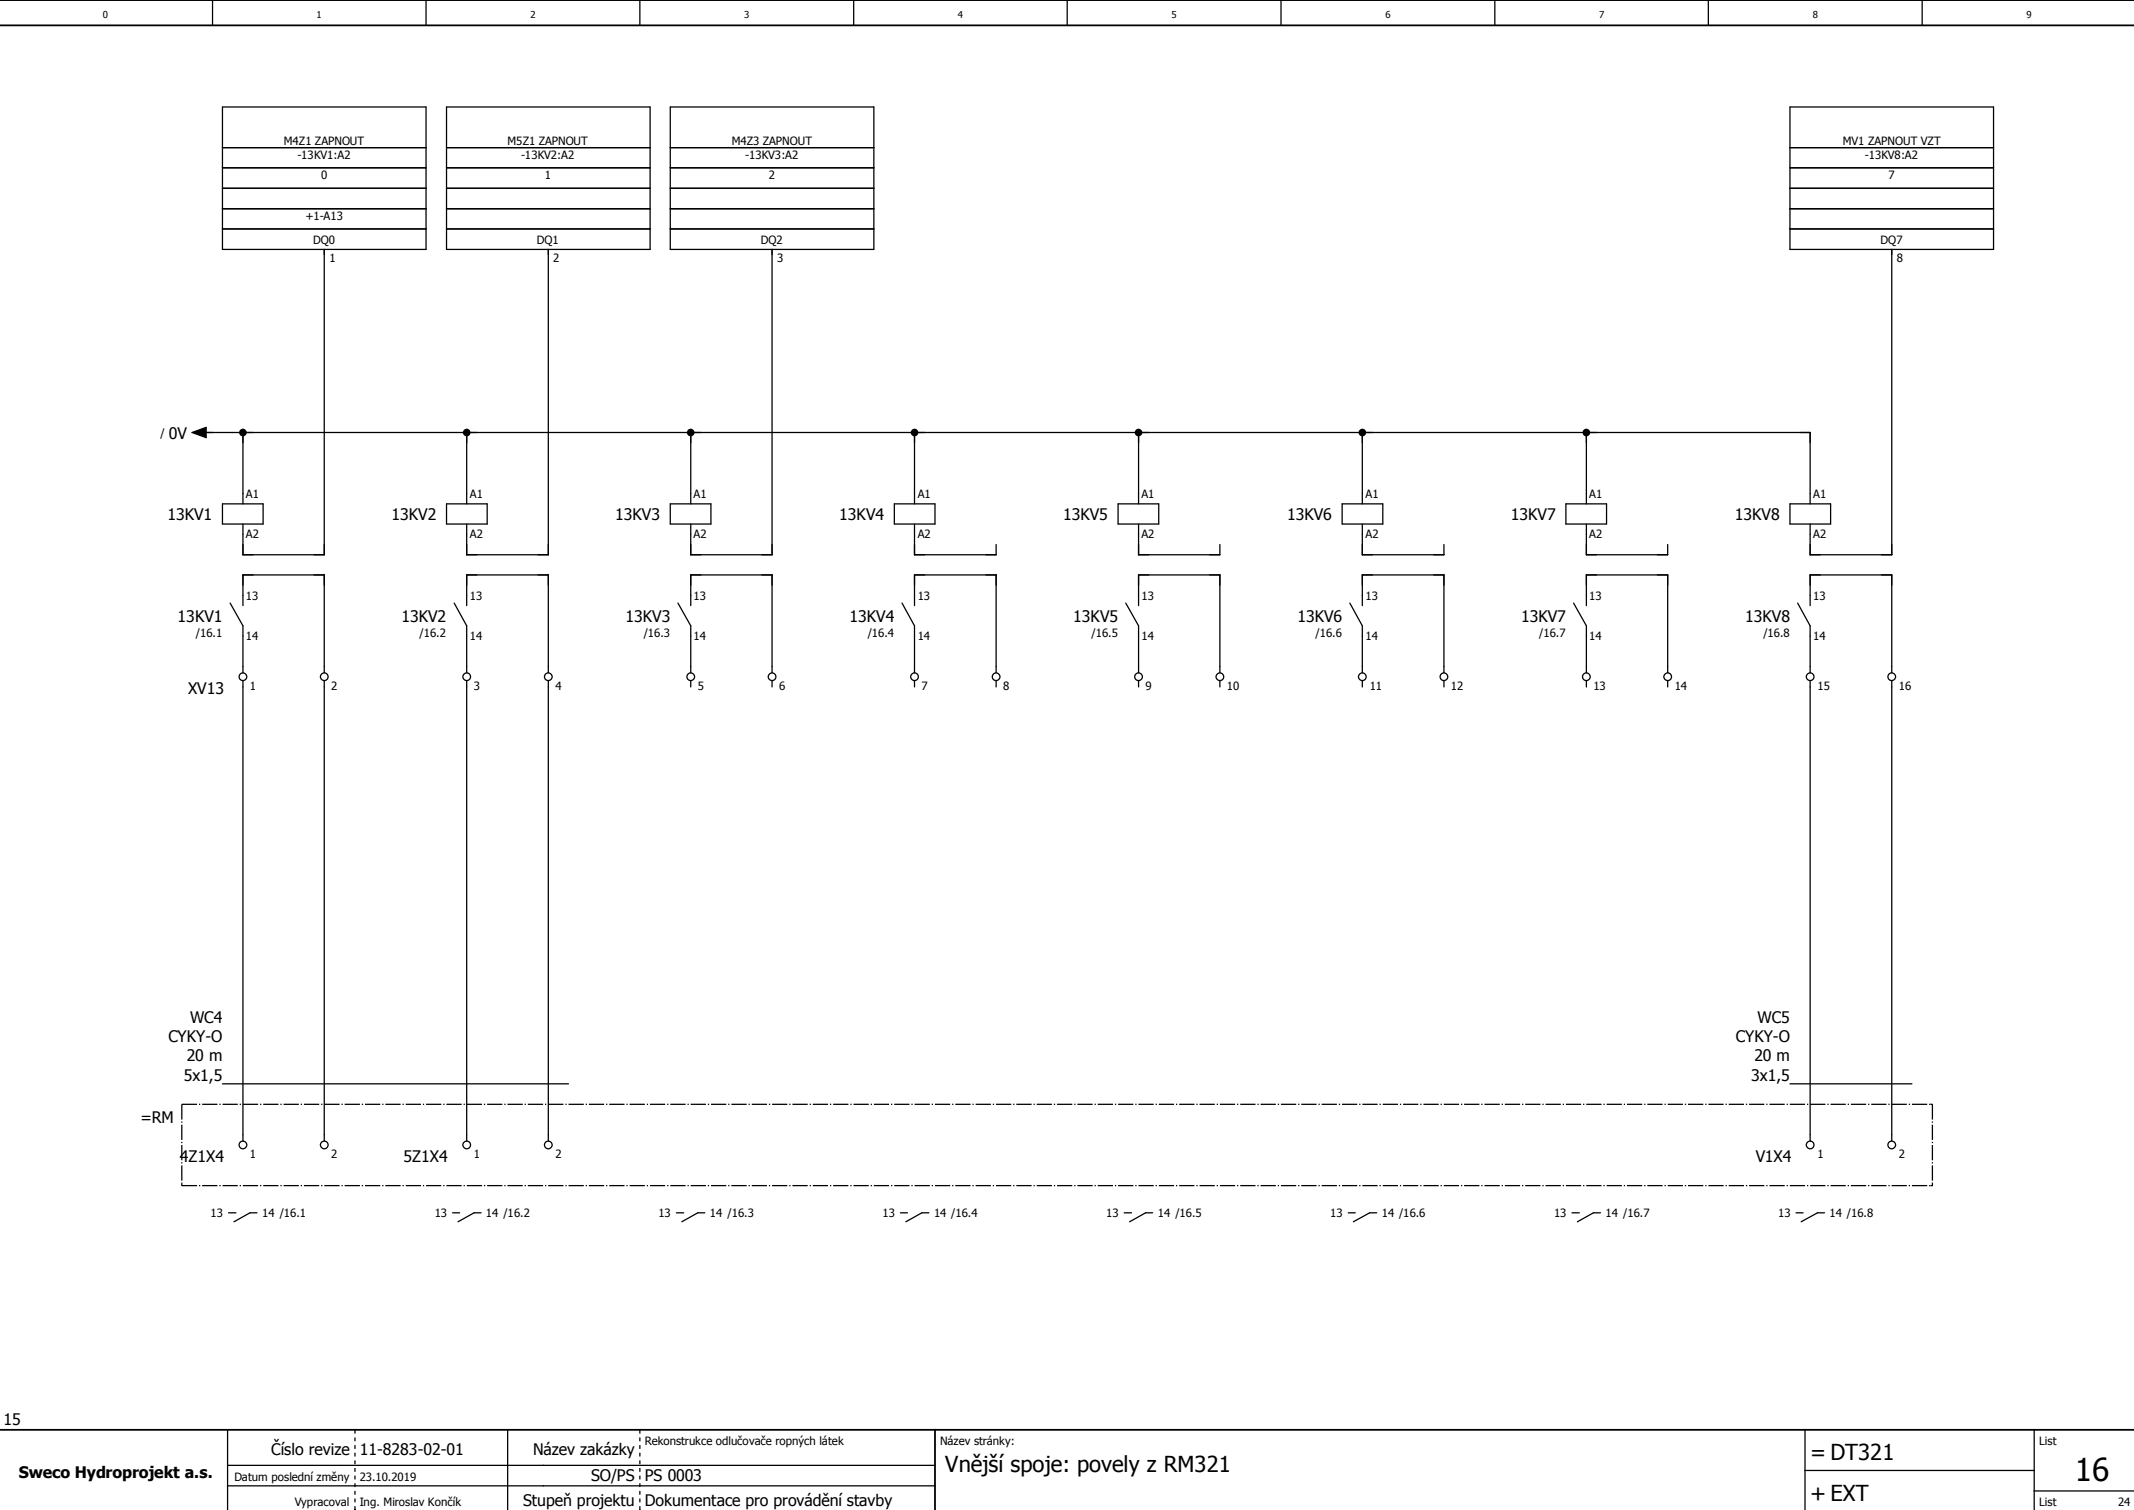 0 1 2 3 4 5 6 7 8 9
M4Z1 ZAPNOUT M5Z1 ZAPNOUT M4Z3 ZAPNOUT MV1 ZAPNOUT VZT
-13KV1:A2 -13KV2:A2 -13KV3:A2 -13KV8:A2
0 1 2 7
+1-A13
DQ0 DQ1 DQ2 DQ7
1 2 3 8
/ 0V
A1 A1 A1 A1 A1 A1 A1 A1
13KV1 13KV2 13KV3 13KV4 13KV5 13KV6 13KV7 13KV8
A2 A2 A2 A2 A2 A2 A2 A2
13 13 13 13 13 13 13 13
13KV1 13KV2 13KV3 13KV4 13KV5 13KV6 13KV7 13KV8
/16.1 14 /16.2 14 /16.3 14 /16.4 14 /16.5 14 /16.6 14 /16.7 14 /16.8 14
XV13 1 2 3 4 5 6 7 8 9 10 11 12 13 14 15 16
WC4 WC5
CYKY-O CYKY-O
20 m 20 m
5x1,5 3x1,5
=RM
4Z1X4 1 2 5Z1X4 1 2 V1X4 1 2
13 14 /16.1 13 14 /16.2 13 14 /16.3 13 14 /16.4 13 14 /16.5 13 14 /16.6 13 14 /16.7 13 14 /16.8
15
Sweco Hydroprojekt a.s.
Číslo revize 11-8283-02-01
Datum poslední změny 23.10.2019
Vypracoval Ing. Miroslav Končík
Název zakázky Rekonstrukce odlučovače ropných látek
SO/PS PS 0003
Stupeň projektu Dokumentace pro provádění stavby
Název stránky:
Vnější spoje: povely z RM321
= DT321
+ EXT
List
16
List 24